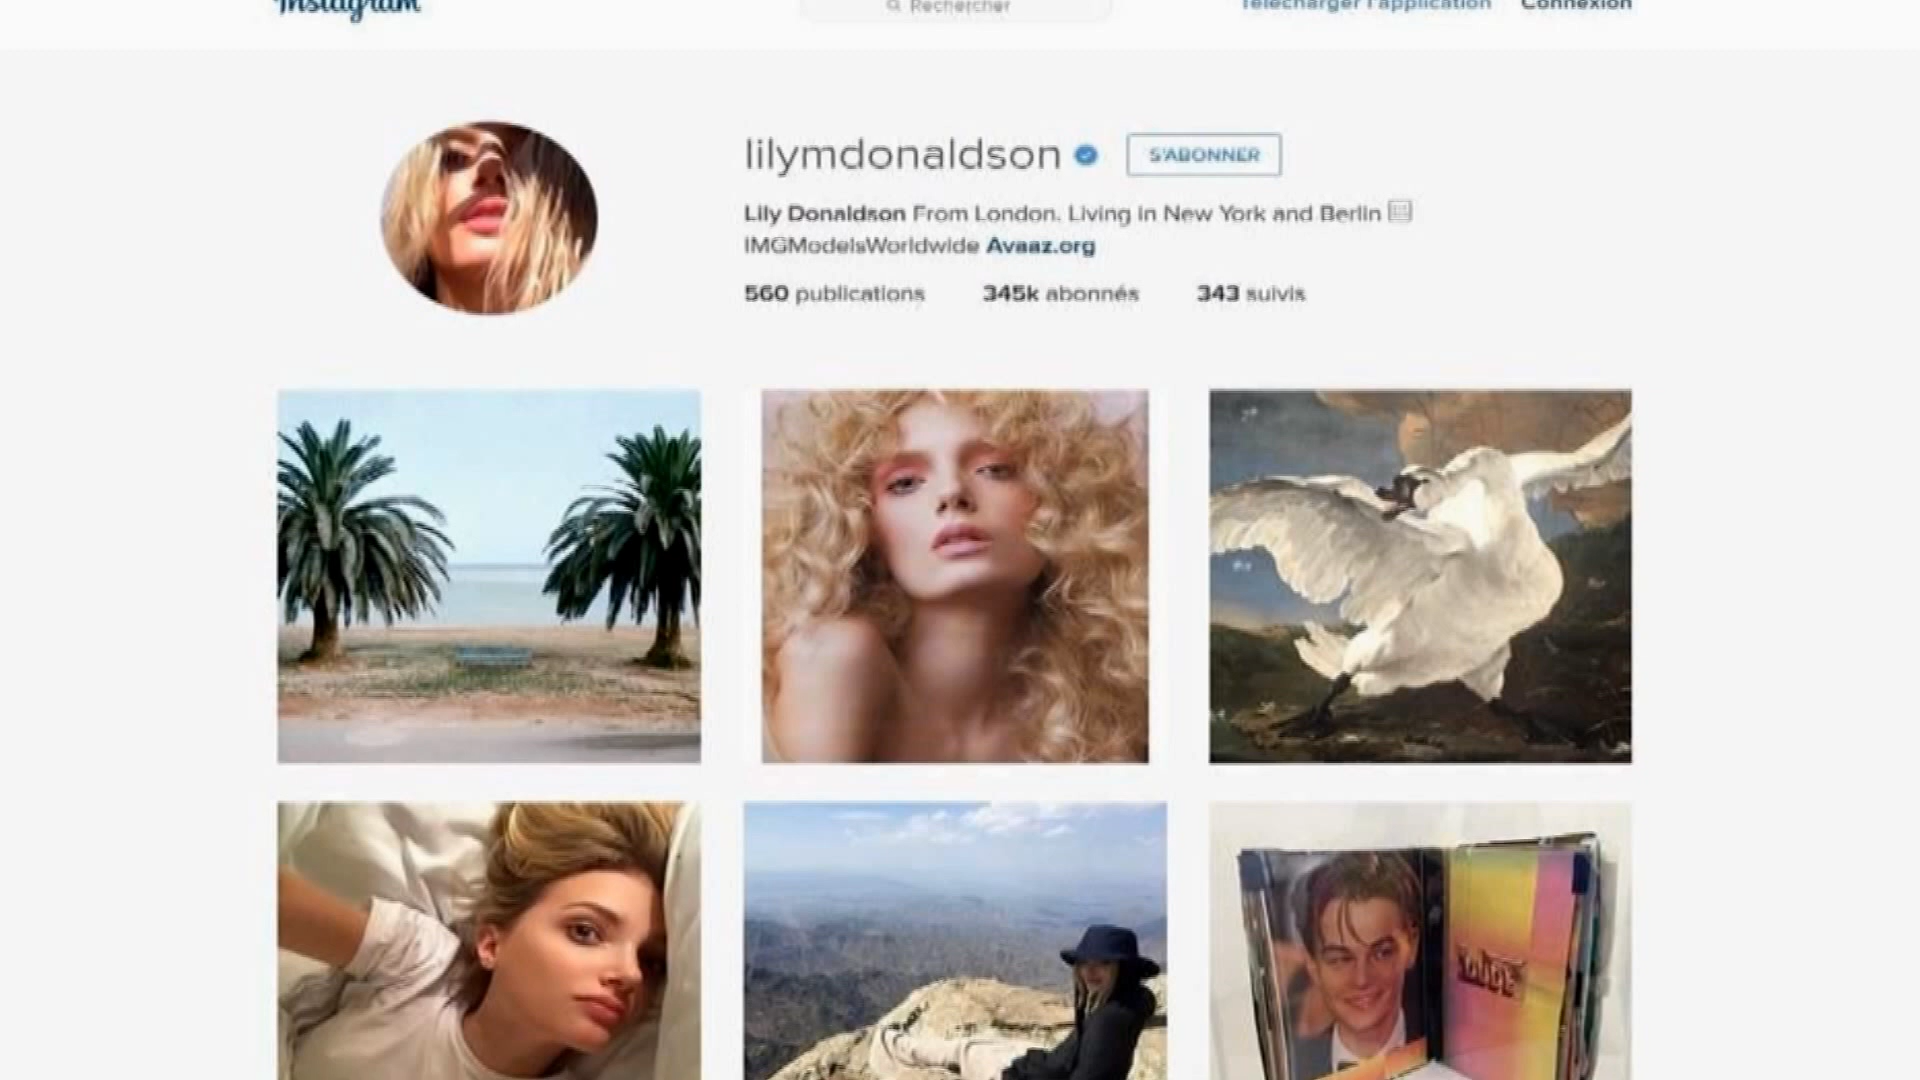 Instagram
Rechercher
Télécharger l'application
Connexion
lilymdonaldson
S'ABONNER
Lily Donaldson From London. Living in New York and Berlin
IMGModelsWorldwide Avaaz.org
560 publications
345k abonnés
343 suivis